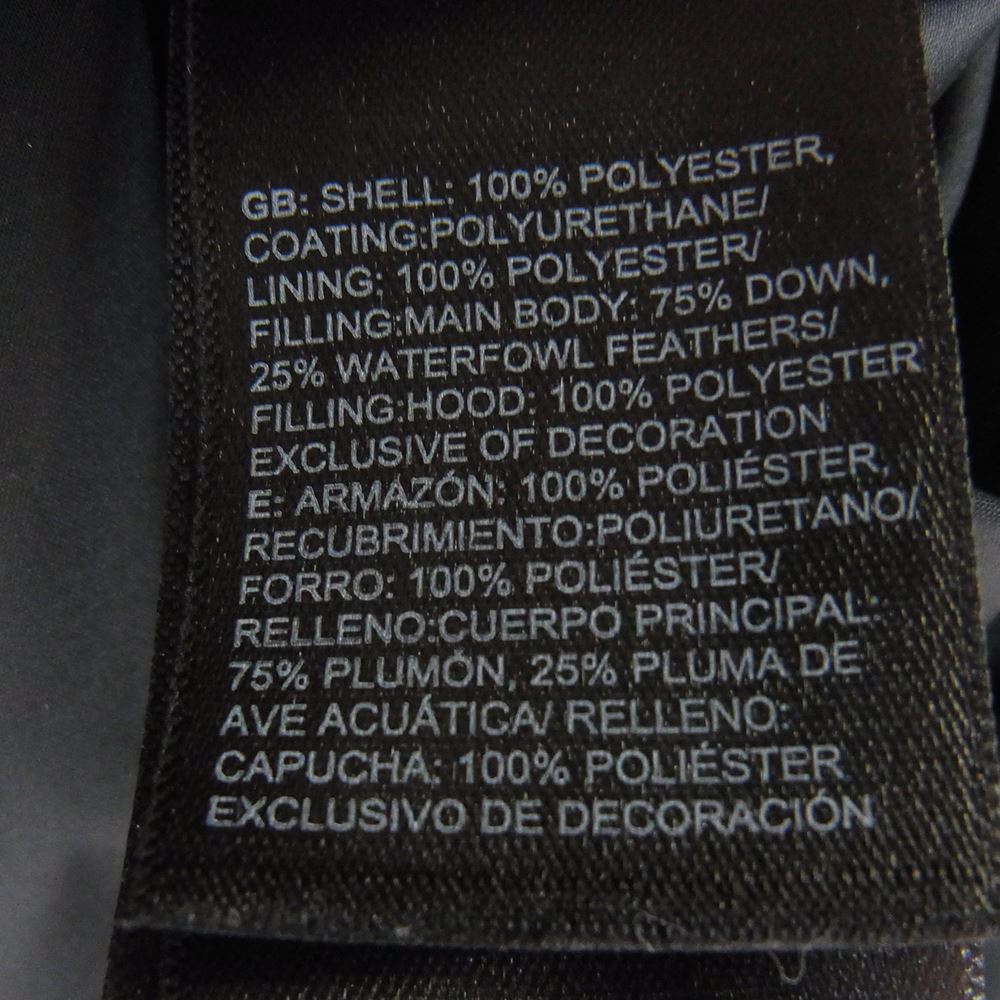 GB: SHELL: 100% POLYESTER,
COATING:POLYURETHANE/
LINING: 100% POLYESTER/
FILLING:MAIN BODY: 75% DOWN,
25% WATERFOWL FEATHERS/
FILLING:HOOD: 100% POLYESTER
EXCLUSIVE OF DECORATION
E: ARMAZÓN: 100% POLIÉSTER,
RECUBRIMIENTO:POLIURETANO/
FORRO: 100% POLIÉSTER/
RELLENO:CUERPO PRINCIPAL:
75% PLUMÓN, 25% PLUMA DE
AVE ACUÁTICA/ RELLENO:
CAPUCHA: 100% POLIÉSTER
EXCLUSIVO DE DECORACIÓN